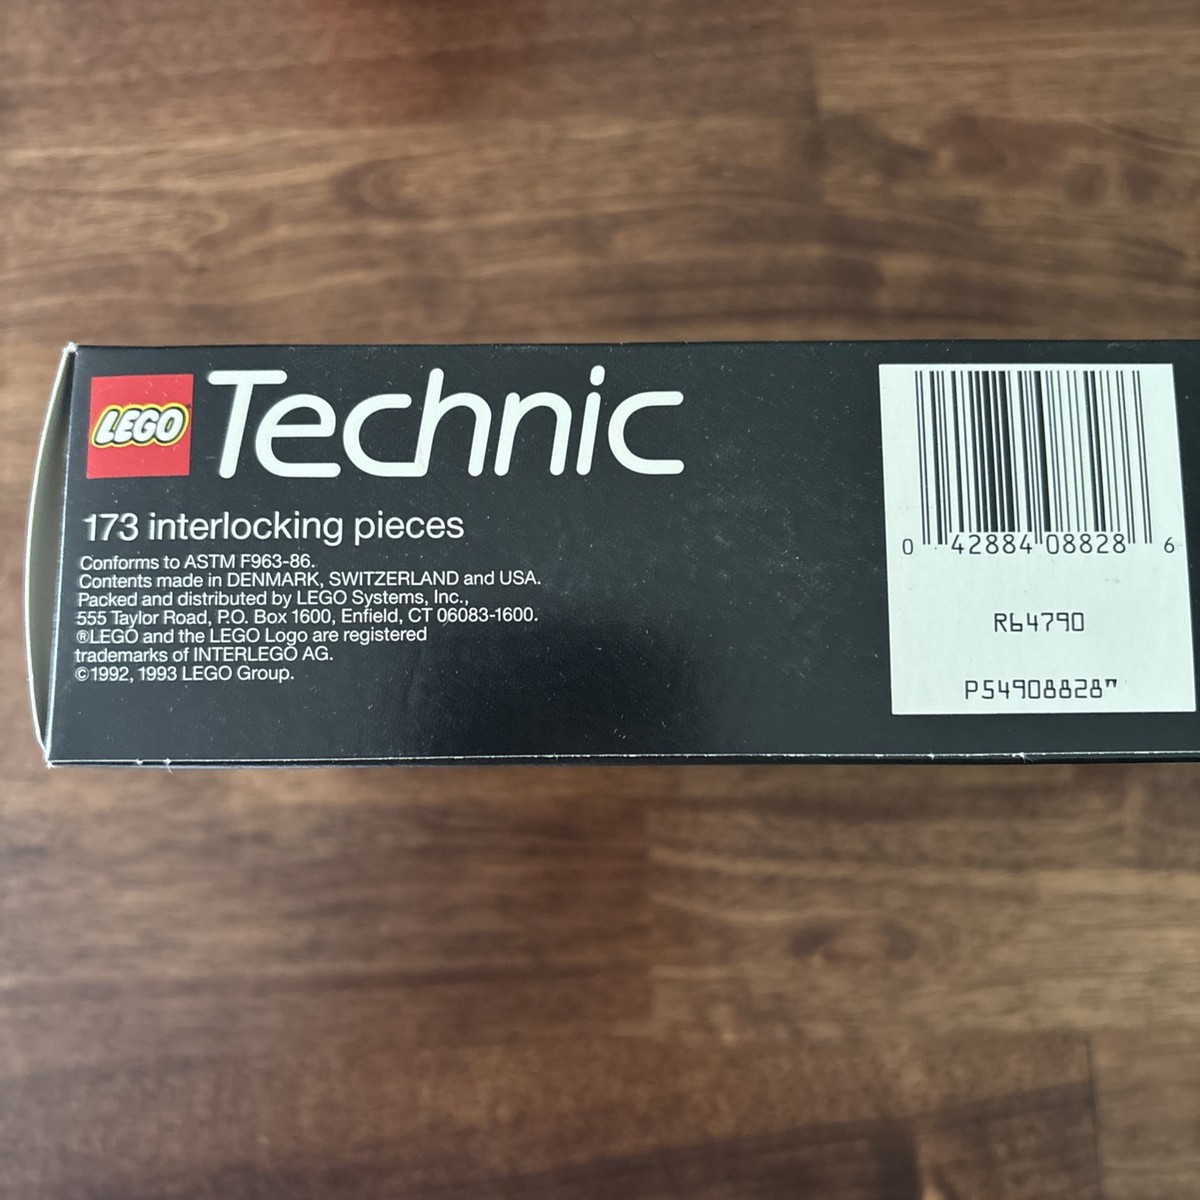 LEGO Technic
173 interlocking pieces
Conforms to ASTM F963-86.
Contents made in DENMARK, SWITZERLAND and USA.
Packed and distributed by LEGO Systems, Inc.,
555 Taylor Road, P.O. Box 1600, Enfield, CT 06083-1600.
®LEGO and the LEGO Logo are registered
trademarks of INTERLEGO AG.
©1992, 1993 LEGO Group.
0 42884 08828 6
R64790
P54908828"